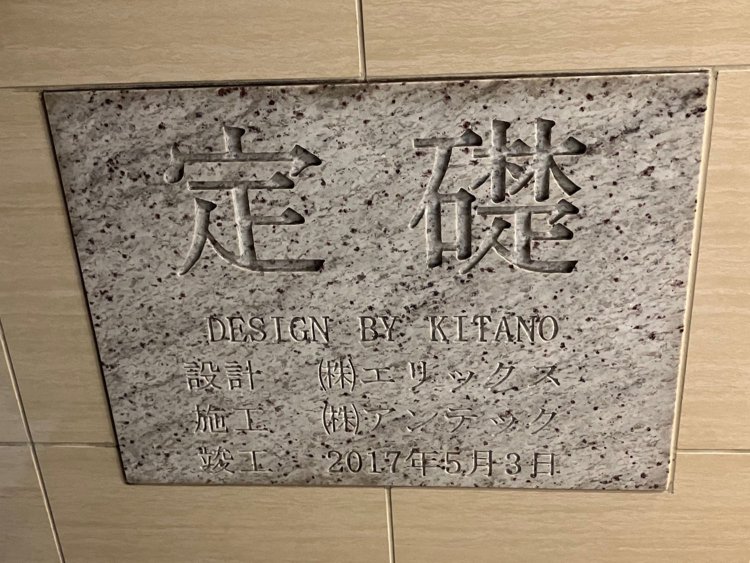 定礎
DESIGN BY KITANO
設計 ㈱エリックス
施工 ㈱アンテック
竣工 2017年5月3日